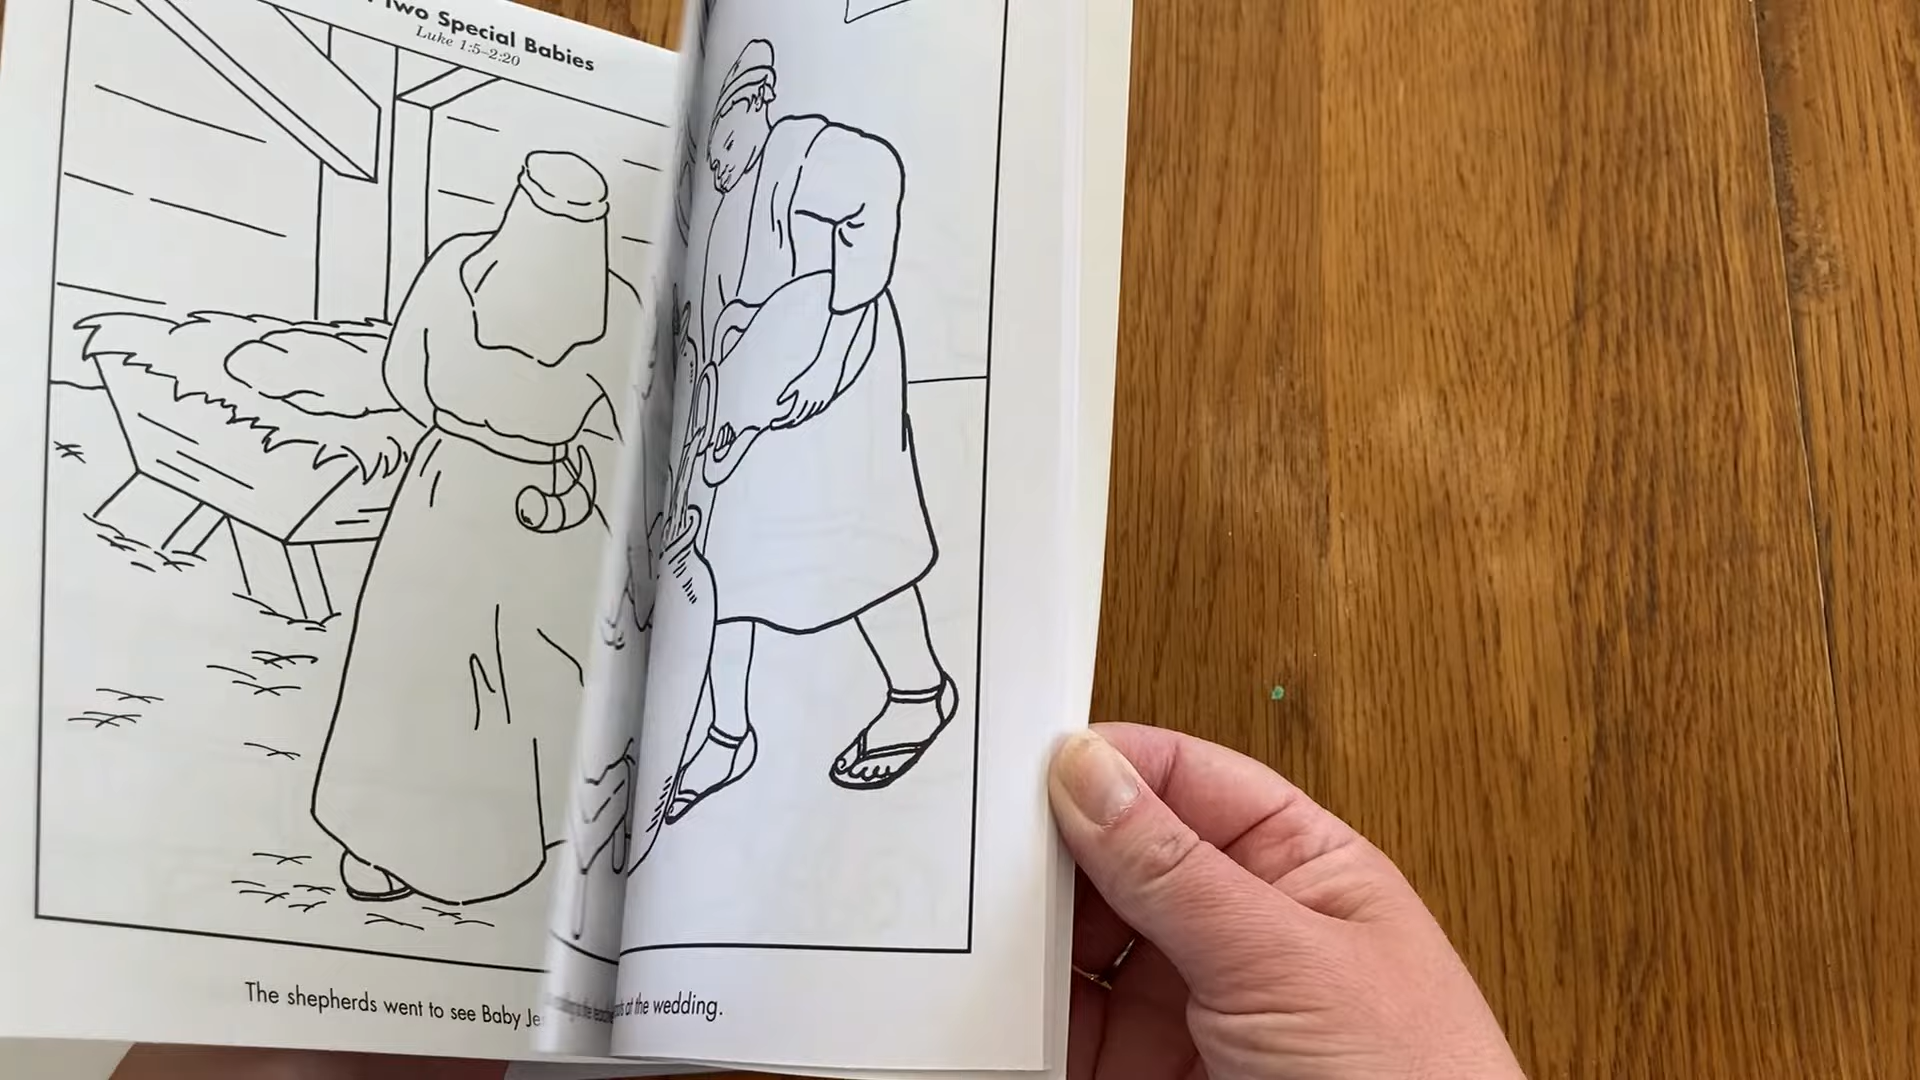 Two Special Babies
Luke 1:5–2:20
The shepherds went to see Baby Je
at the wedding.